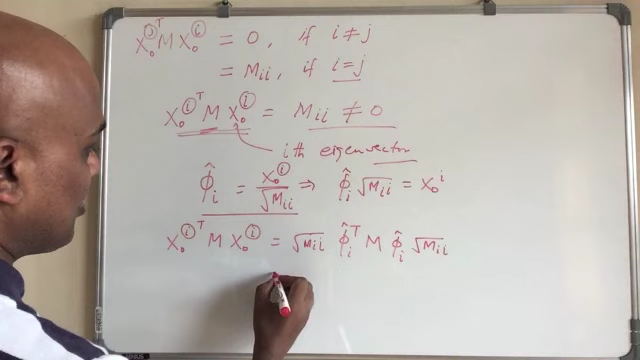 X₀^(j)ᵀ M X₀^(i) = 0, if i ≠ j
= Mii, if i = j
X₀^(i)ᵀ M X₀^(i) = Mii ≠ 0
ith eigenvector
φ̂ᵢ = X₀^(i) / √Mii ⇒ φ̂ᵢ √Mii = X₀ⁱ
X₀^(i)ᵀ M X₀^(i) = √Mii φ̂ᵢᵀ M φ̂ᵢ √Mii